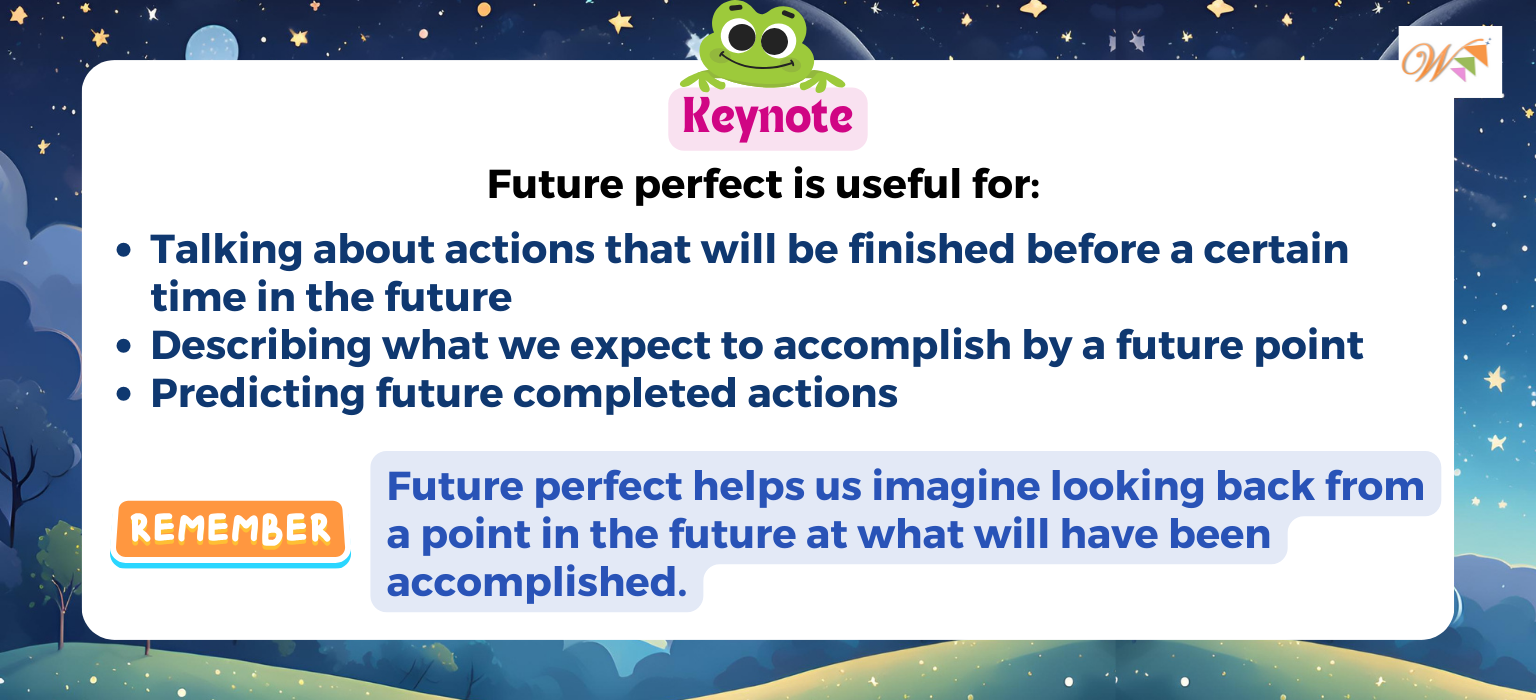 W
Keynote
Future perfect is useful for:
• Talking about actions that will be finished before a certain
time in the future
• Describing what we expect to accomplish by a future point
• Predicting future completed actions
REMEMBER
Future perfect helps us imagine looking back from
a point in the future at what will have been
accomplished.